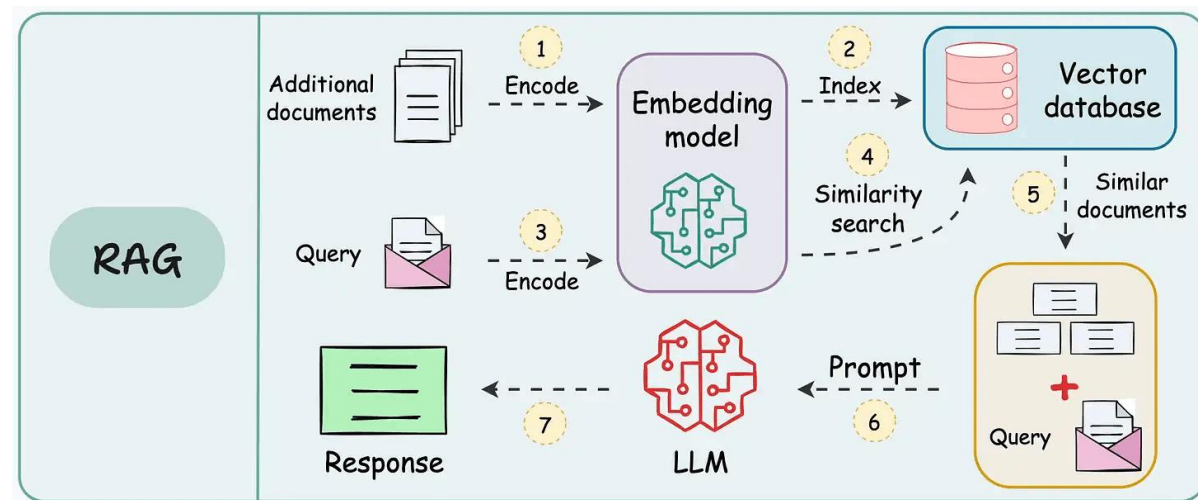 RAG
Additional
documents
1
Encode
Embedding
model
2
Index
Vector
database
Query
3
Encode
4
Similarity
search
5
Similar
documents
Query
Prompt
6
LLM
7
Response